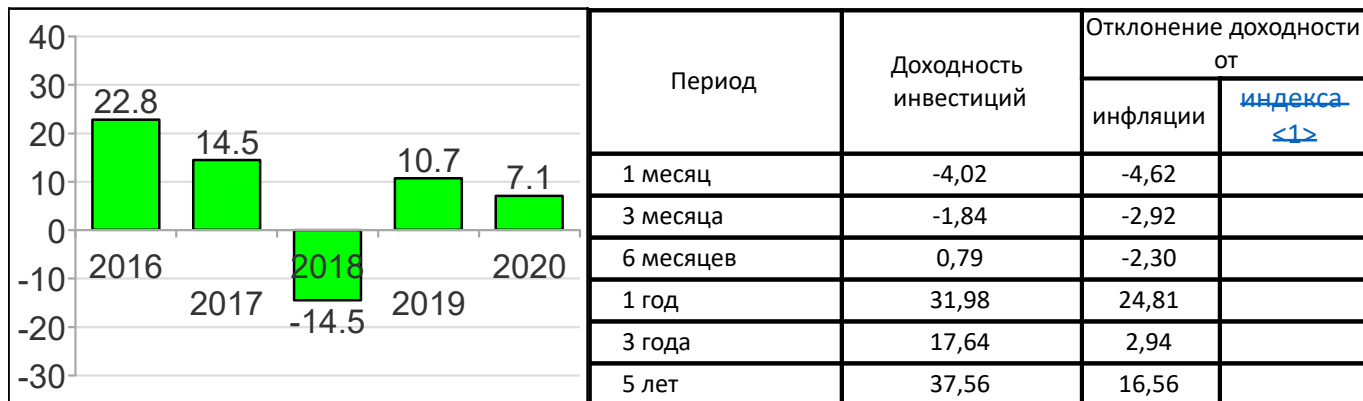 40
30
20
10
0
-10
-20
-30
22.8
14.5
-14.5
10.7
7.1
2016
2017
2018
2019
2020
Период
Доходность
инвестиций
Отклонение доходности
от
инфляции
индекса
<1>
1 месяц -4,02 -4,62
3 месяца -1,84 -2,92
6 месяцев 0,79 -2,30
1 год 31,98 24,81
3 года 17,64 2,94
5 лет 37,56 16,56